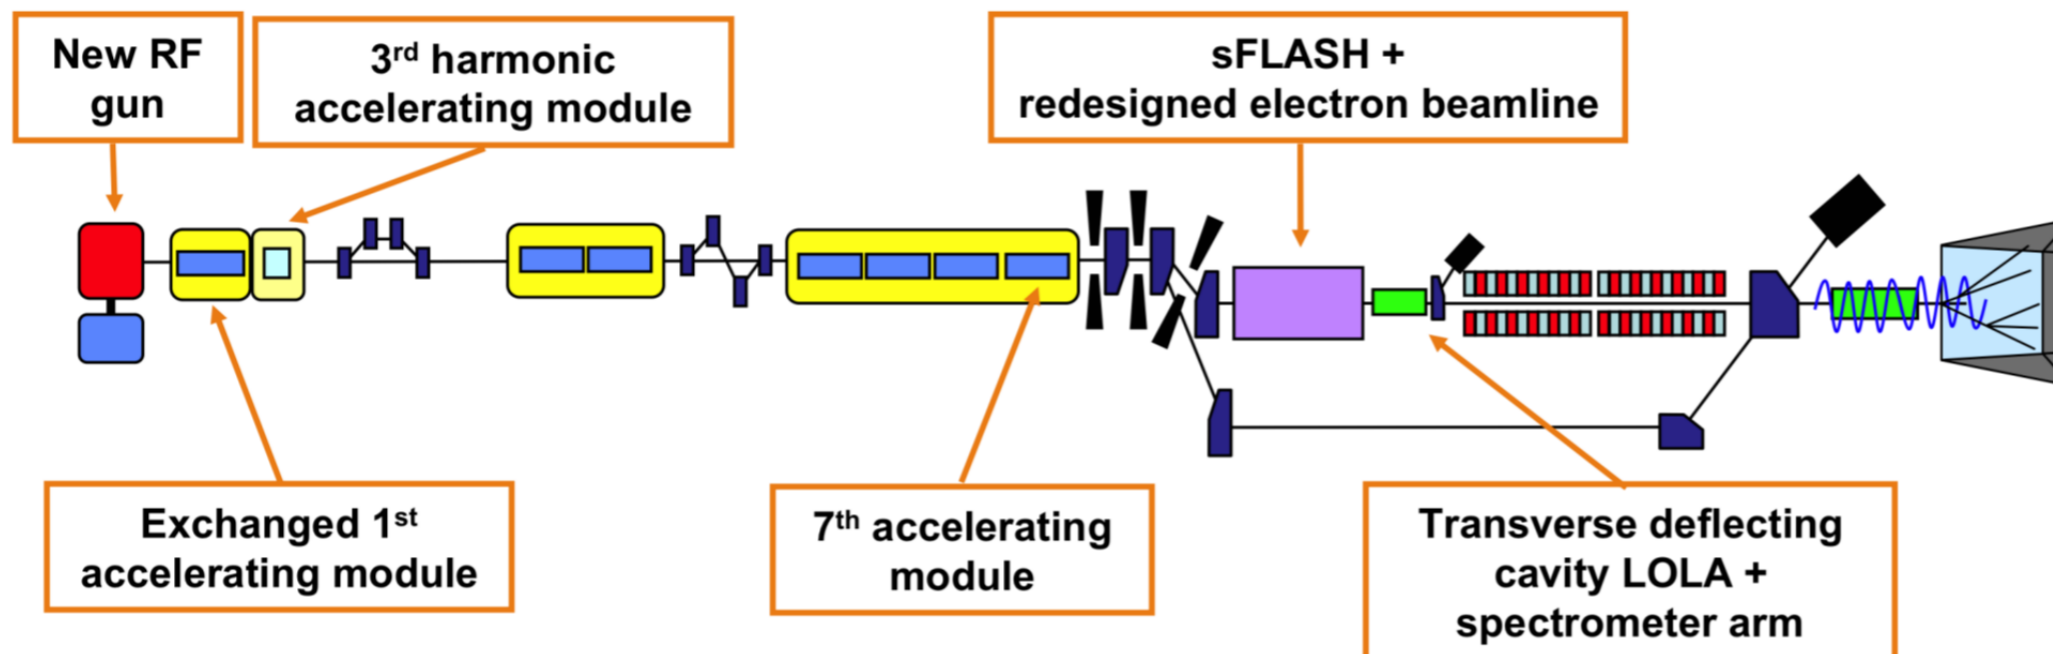 New RF
gun
3rd harmonic
accelerating module
sFLASH +
redesigned electron beamline
Exchanged 1st
accelerating module
7th accelerating
module
Transverse deflecting
cavity LOLA +
spectrometer arm